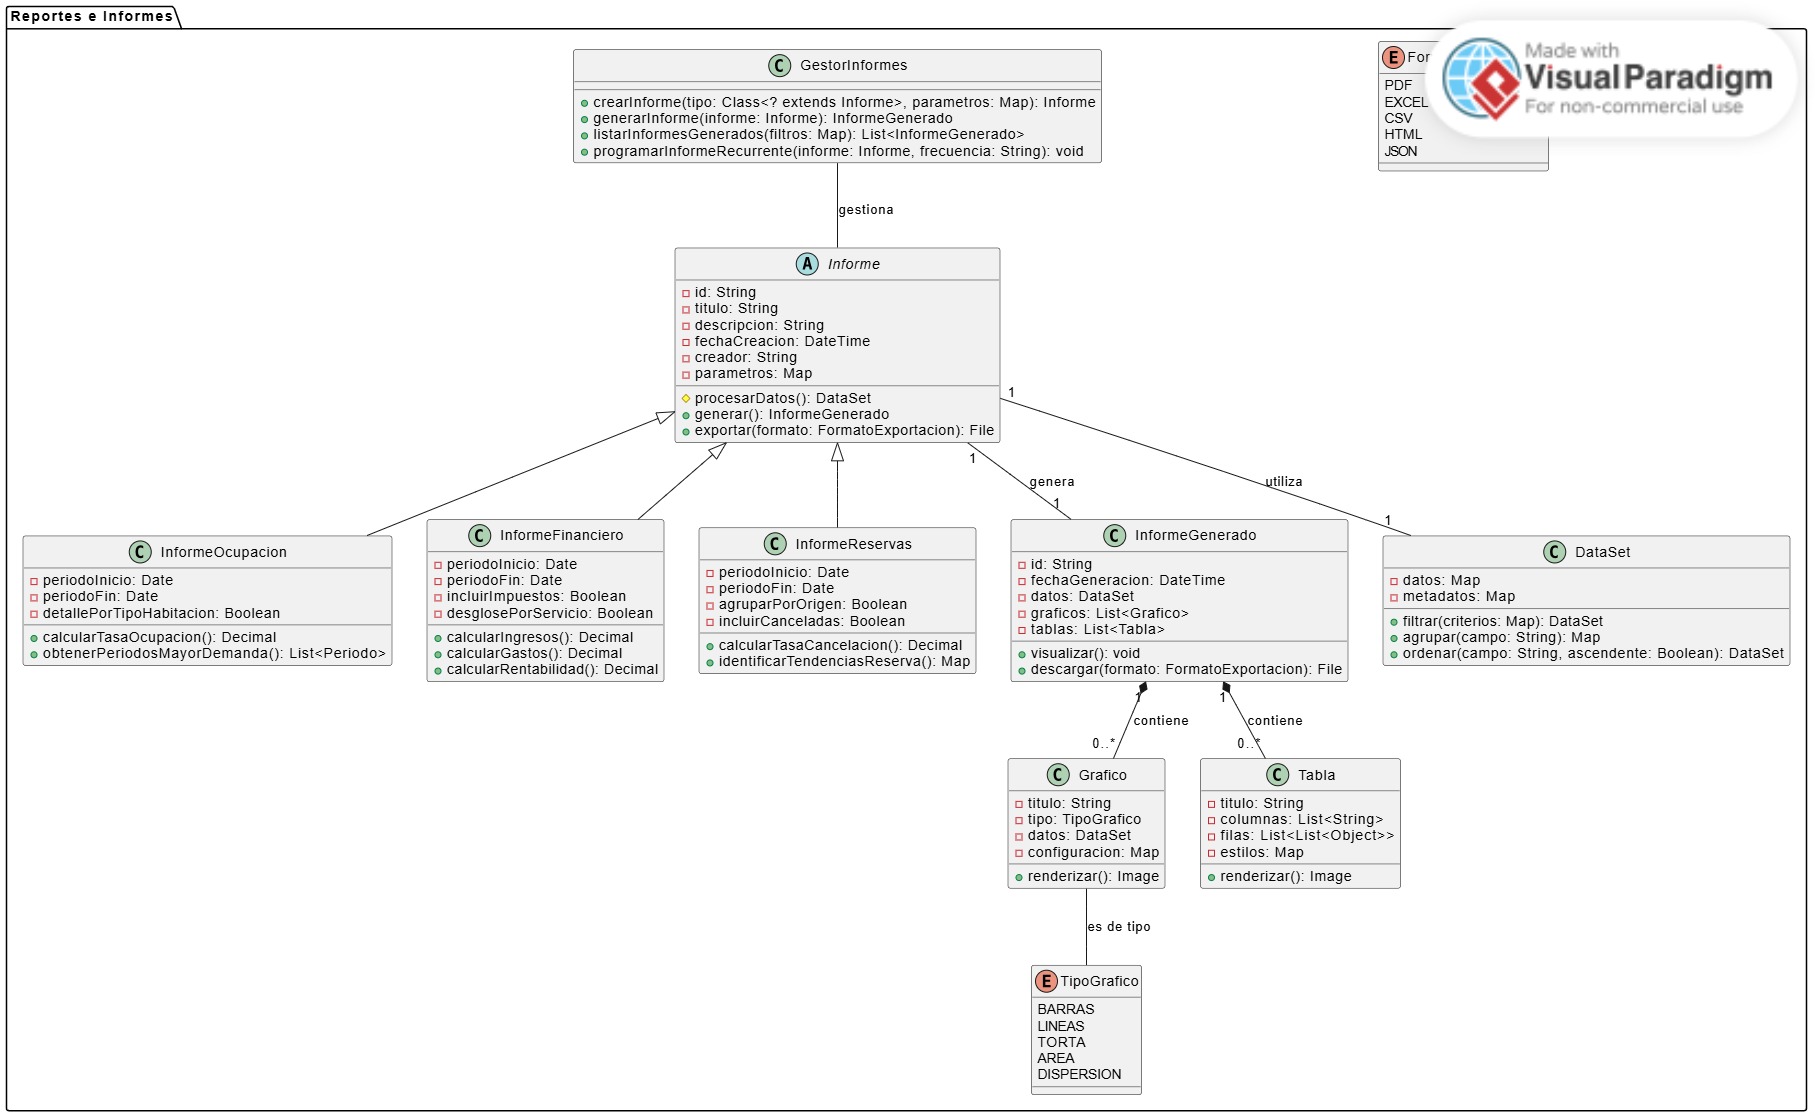 Reportes e Informes
C GestorInformes
crearInforme(tipo: Class<? extends Informe>, parametros: Map): Informe
generarInforme(informe: Informe): InformeGenerado
listarInformesGenerados(filtros: Map): List<InformeGenerado>
programarInformeRecurrente(informe: Informe, frecuencia: String): void
E For
PDF
EXCEL
CSV
HTML
JSON
Made with
Visual Paradigm
For non-commercial use
gestiona
A Informe
id: String
titulo: String
descripcion: String
fechaCreacion: DateTime
creador: String
parametros: Map
procesarDatos(): DataSet
generar(): InformeGenerado
exportar(formato: FormatoExportacion): File
1
1
genera
1
utiliza
1
C InformeOcupacion
periodoInicio: Date
periodoFin: Date
detallePorTipoHabitacion: Boolean
calcularTasaOcupacion(): Decimal
obtenerPeriodosMayorDemanda(): List<Periodo>
C InformeFinanciero
periodoInicio: Date
periodoFin: Date
incluirImpuestos: Boolean
desglosePorServicio: Boolean
calcularIngresos(): Decimal
calcularGastos(): Decimal
calcularRentabilidad(): Decimal
C InformeReservas
periodoInicio: Date
periodoFin: Date
agruparPorOrigen: Boolean
incluirCanceladas: Boolean
calcularTasaCancelacion(): Decimal
identificarTendenciasReserva(): Map
C InformeGenerado
id: String
fechaGeneracion: DateTime
datos: DataSet
graficos: List<Grafico>
tablas: List<Tabla>
visualizar(): void
descargar(formato: FormatoExportacion): File
C DataSet
datos: Map
metadatos: Map
filtrar(criterios: Map): DataSet
agrupar(campo: String): Map
ordenar(campo: String, ascendente: Boolean): DataSet
1
contiene
0..*
1
contiene
0..*
C Grafico
titulo: String
tipo: TipoGrafico
datos: DataSet
configuracion: Map
renderizar(): Image
C Tabla
titulo: String
columnas: List<String>
filas: List<List<Object>>
estilos: Map
renderizar(): Image
es de tipo
E TipoGrafico
BARRAS
LINEAS
TORTA
AREA
DISPERSION